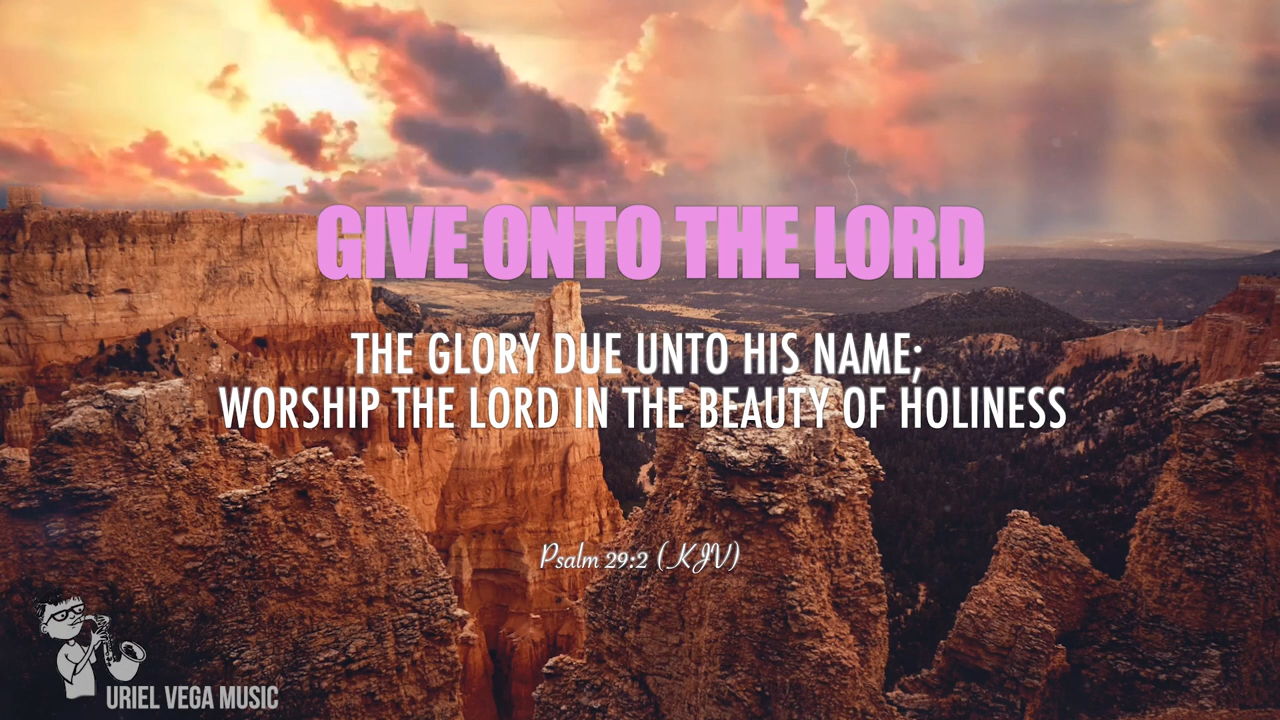 GIVE ONTO THE LORD
THE GLORY DUE UNTO HIS NAME;
WORSHIP THE LORD IN THE BEAUTY OF HOLINESS
Psalm 29:2 (KJV)
URIEL VEGA MUSIC